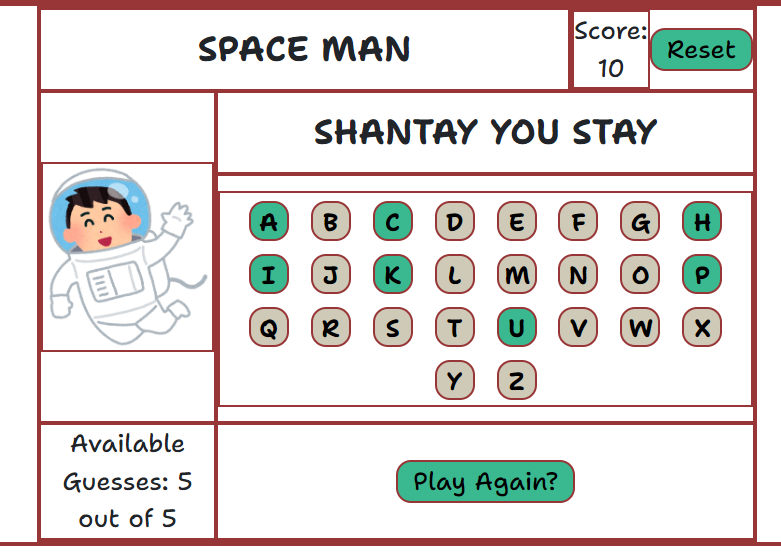 SPACE MAN
Score:
10
Reset
SHANTAY YOU STAY
A B C D E F G H
I J K L M N O P
Q R S T U V W X
Y Z
Available
Guesses: 5
out of 5
Play Again?